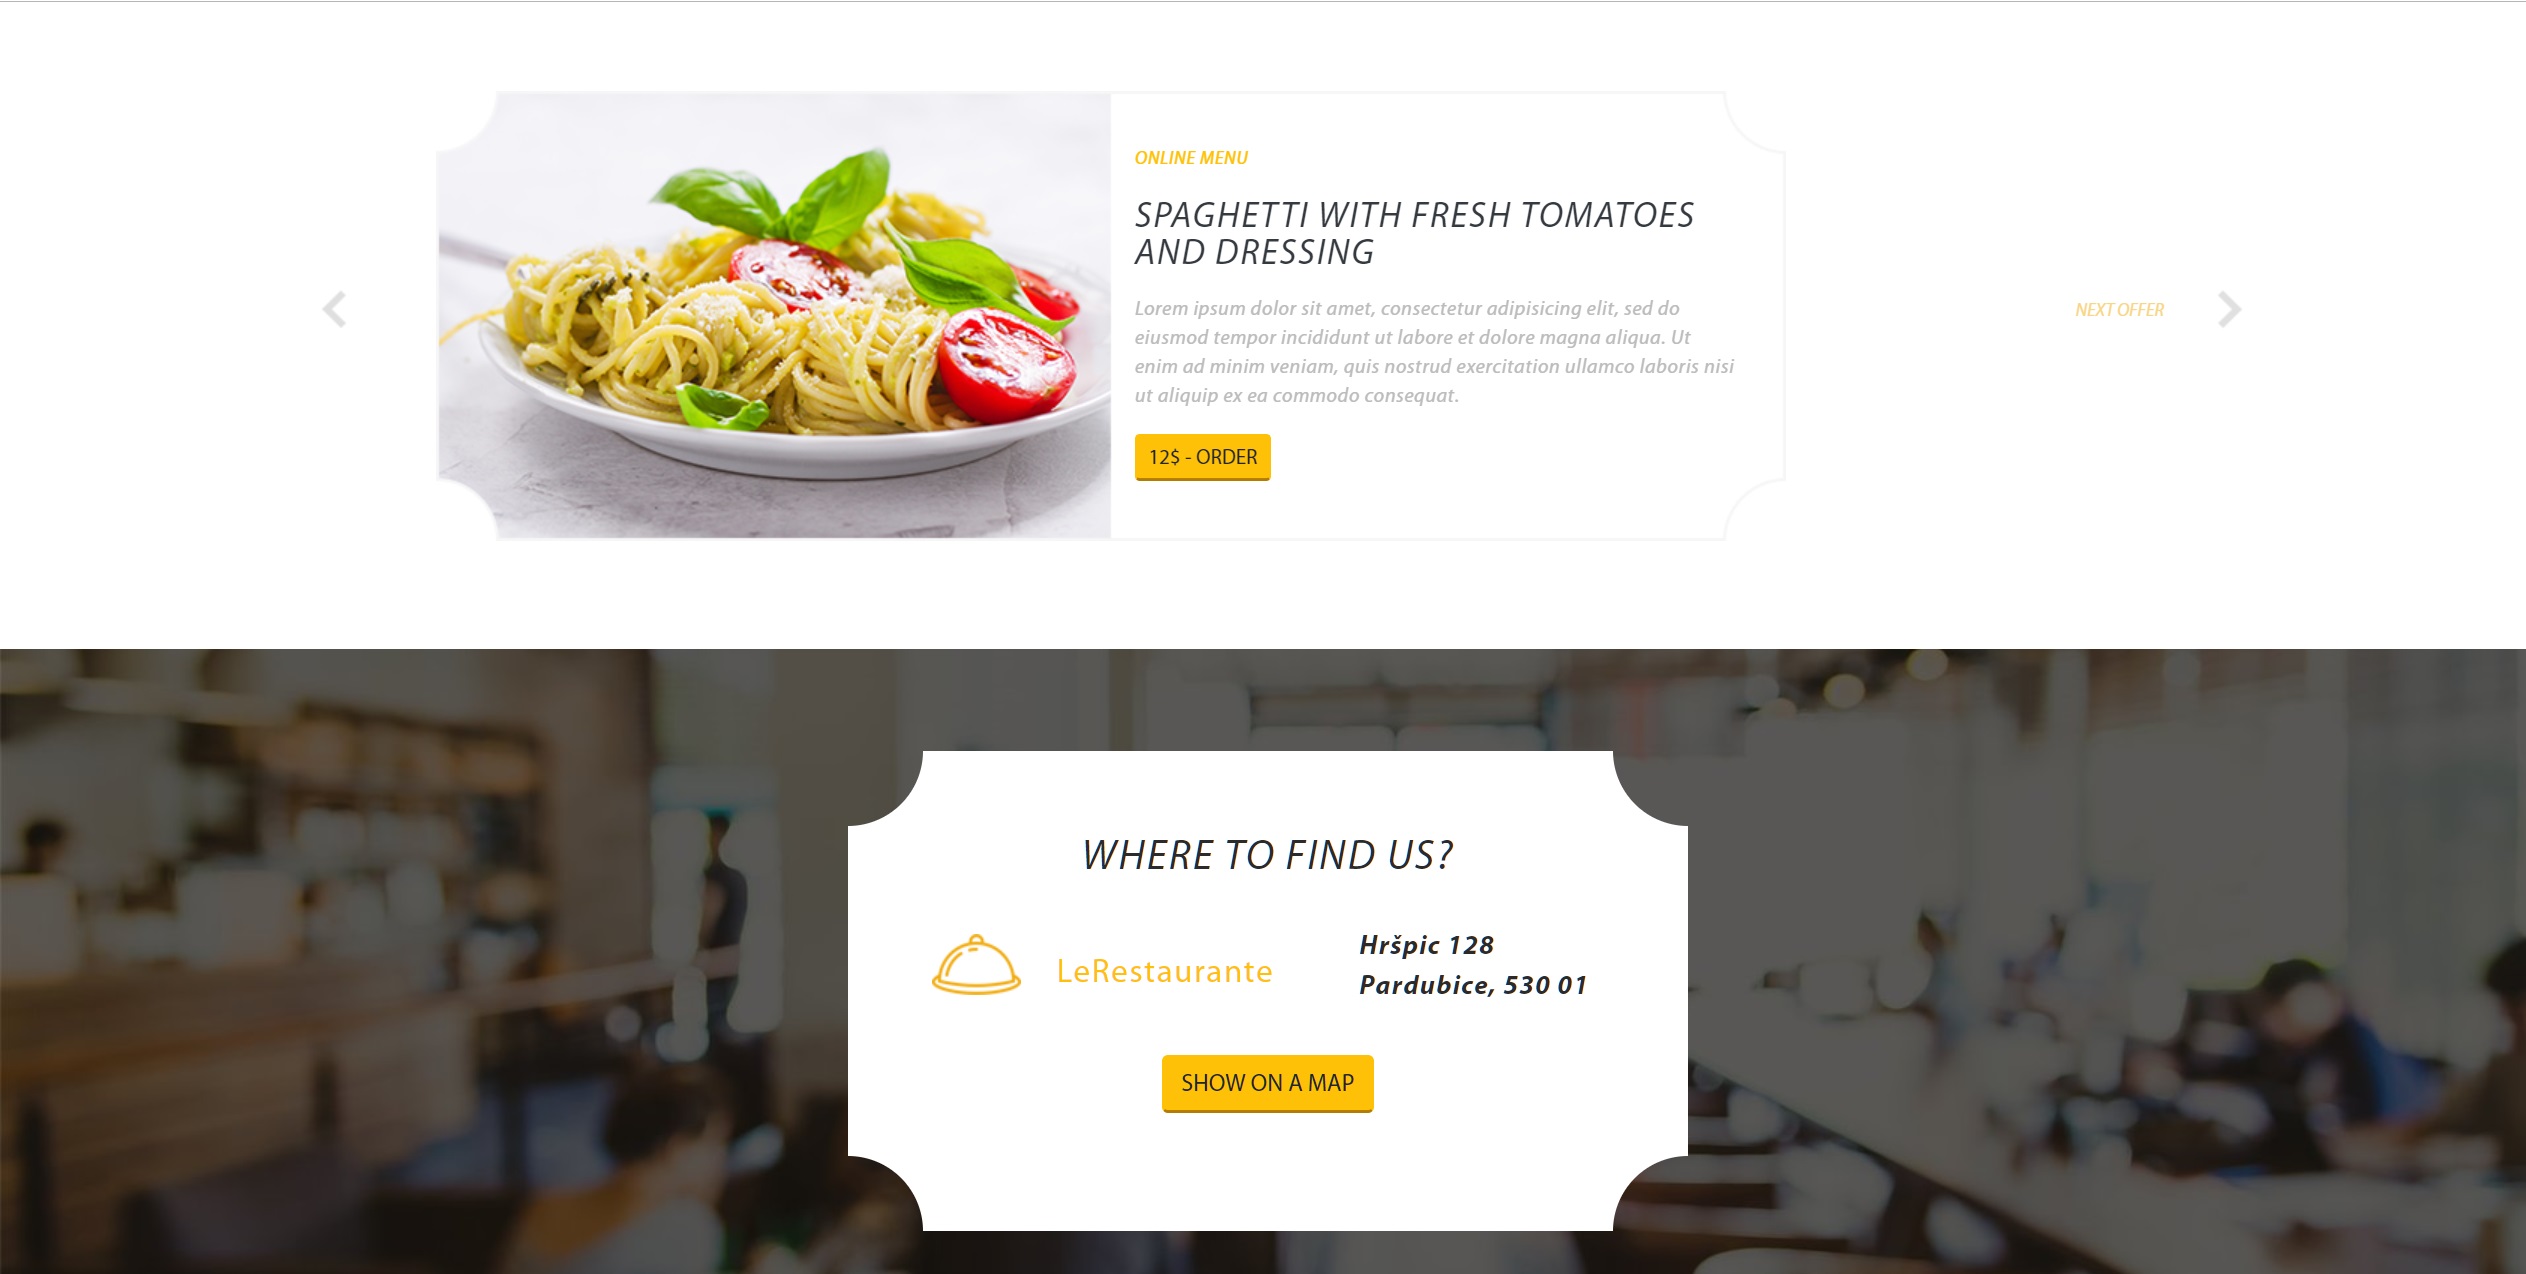 ONLINE MENU
SPAGHETTI WITH FRESH TOMATOES
AND DRESSING
Lorem ipsum dolor sit amet, consectetur adipisicing elit, sed do
eiusmod tempor incididunt ut labore et dolore magna aliqua. Ut
enim ad minim veniam, quis nostrud exercitation ullamco laboris nisi
ut aliquip ex ea commodo consequat.
12$ - ORDER
NEXT OFFER
WHERE TO FIND US?
LeRestaurante
Hršpic 128
Pardubice, 530 01
SHOW ON A MAP